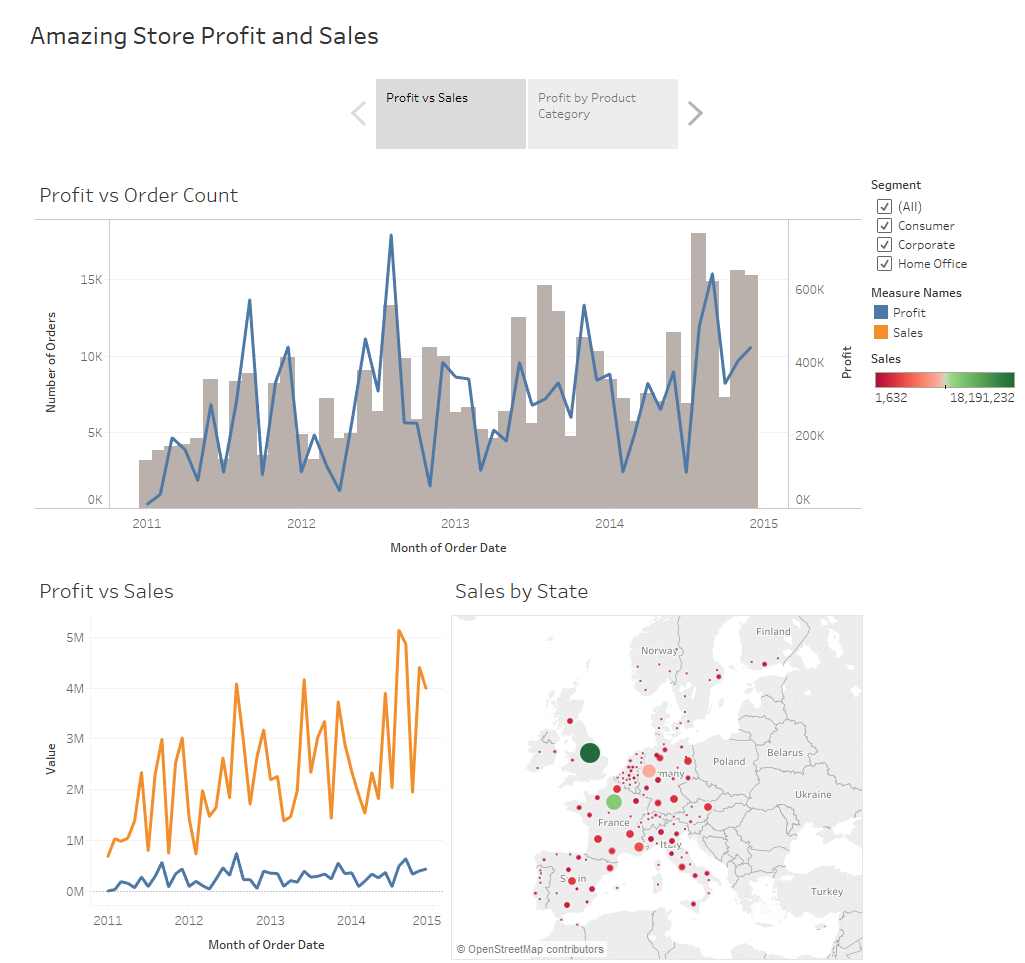 Amazing Store Profit and Sales
Profit vs Sales
Profit by Product
Category
Profit vs Order Count
Number of Orders
15K
10K
5K
0K
600K
400K
200K
0K
Profit
2011
2012
2013
2014
2015
Month of Order Date
Segment
(All)
Consumer
Corporate
Home Office
Measure Names
Profit
Sales
Sales
1,632
18,191,232
Profit vs Sales
Value
5M
4M
3M
2M
1M
0M
2011
2012
2013
2014
2015
Month of Order Date
Sales by State
Finland
Norway
Belarus
Poland
many
Ukraine
France
Italy
Turkey
© OpenStreetMap contributors